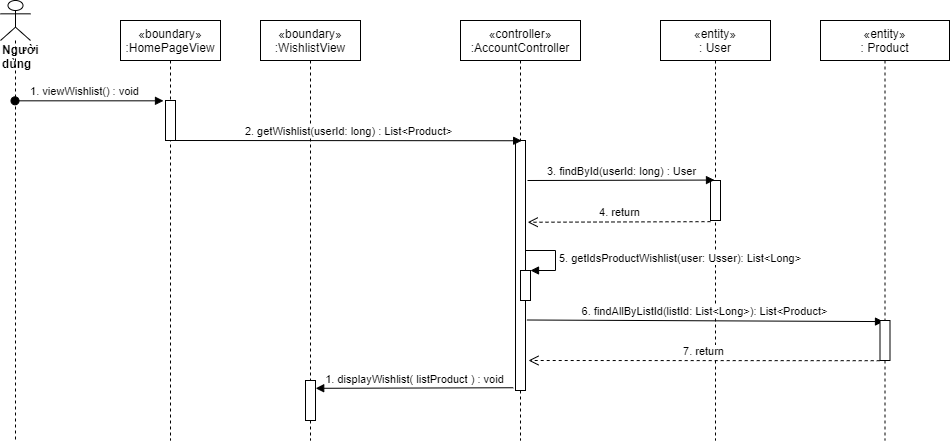 Người
dùng
«boundary»
:HomePageView
«boundary»
:WishlistView
«controller»
:AccountController
«entity»
: User
«entity»
: Product
1. viewWishlist() : void
2. getWishlist(userId: long) : List<Product>
3. findById(userId: long) : User
4. return
5. getIdsProductWishlist(user: Usser): List<Long>
6. findAllByListId(listId: List<Long>): List<Product>
7. return
1. displayWishlist( listProduct ) : void